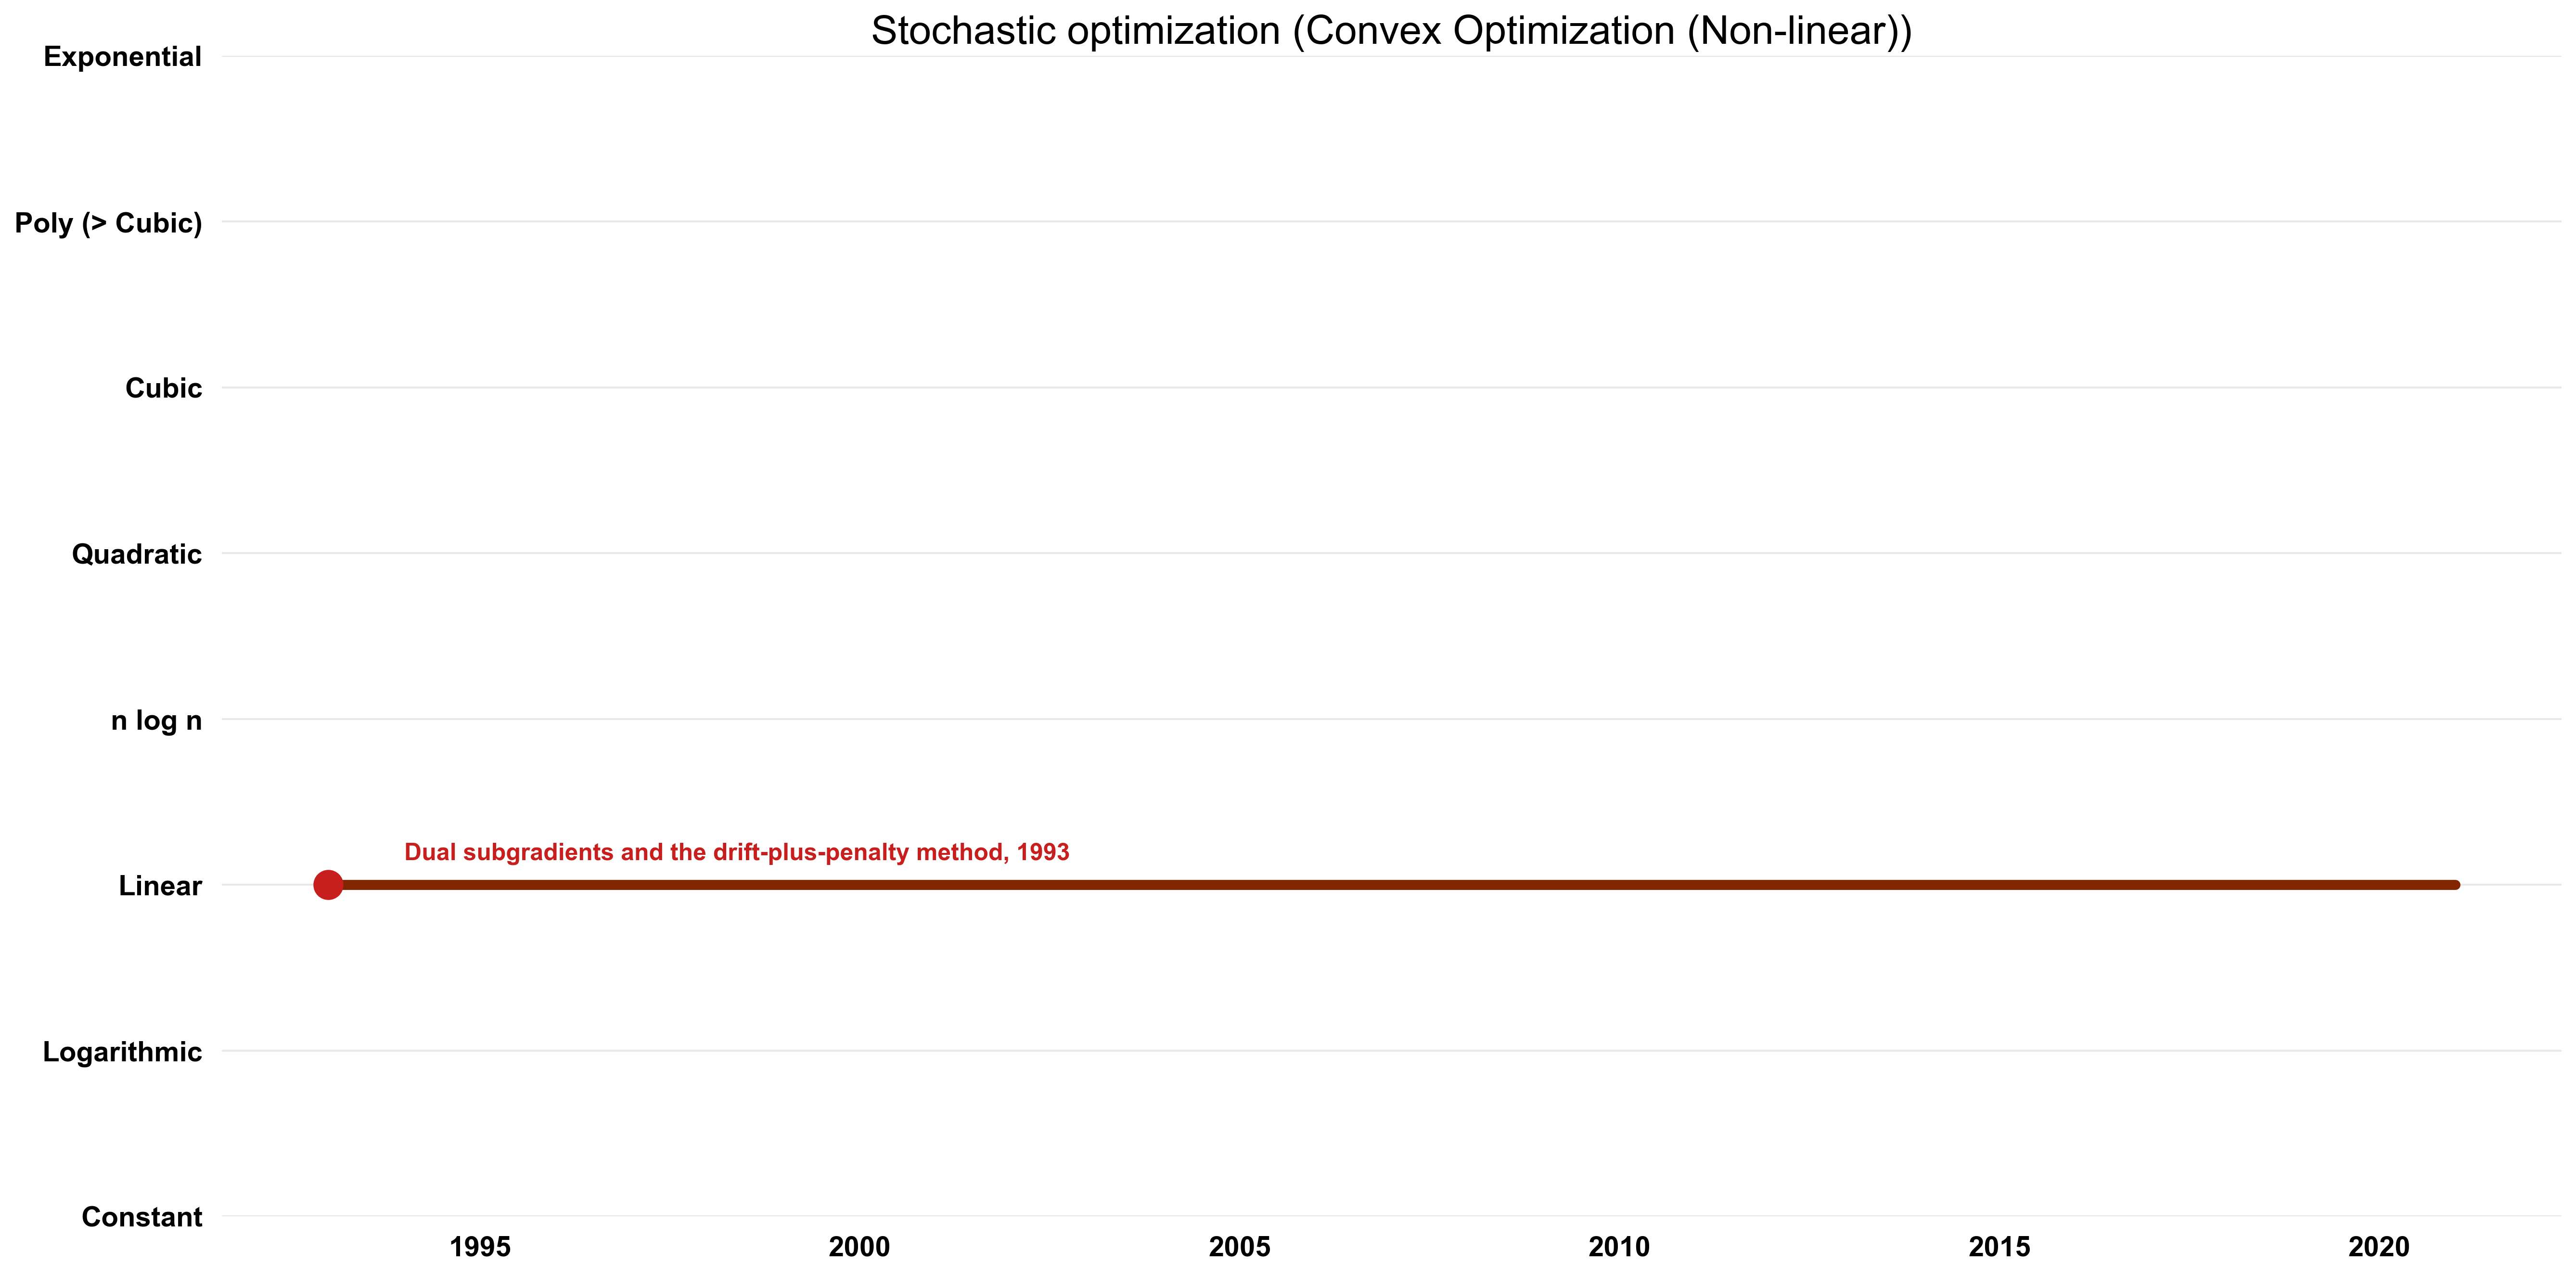 Stochastic optimization (Convex Optimization (Non-linear))
Exponential
Poly (> Cubic)
Cubic
Quadratic
n log n
Dual subgradients and the drift-plus-penalty method, 1993
Linear
Logarithmic
Constant
1995 2000 2005 2010 2015 2020